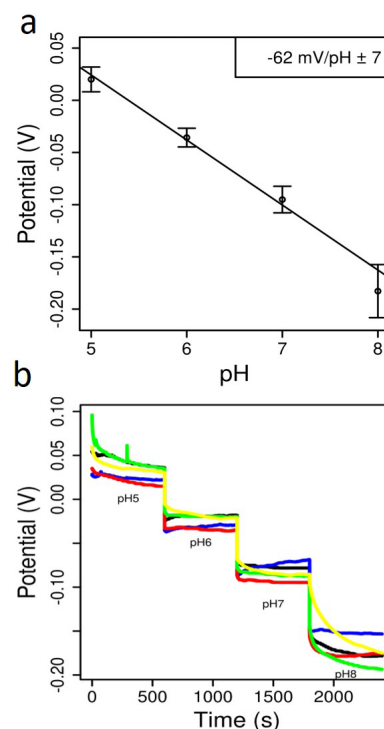 a
-62 mV/pH ± 7
0.05
0.00
-0.05
-0.10
-0.15
-0.20
Potential (V)
5 6 7 8
pH
b
0.10
0.05
0.00
-0.10
-0.20
Potential (V)
pH5
pH6
pH7
pH8
0 500 1000 1500 2000
Time (s)